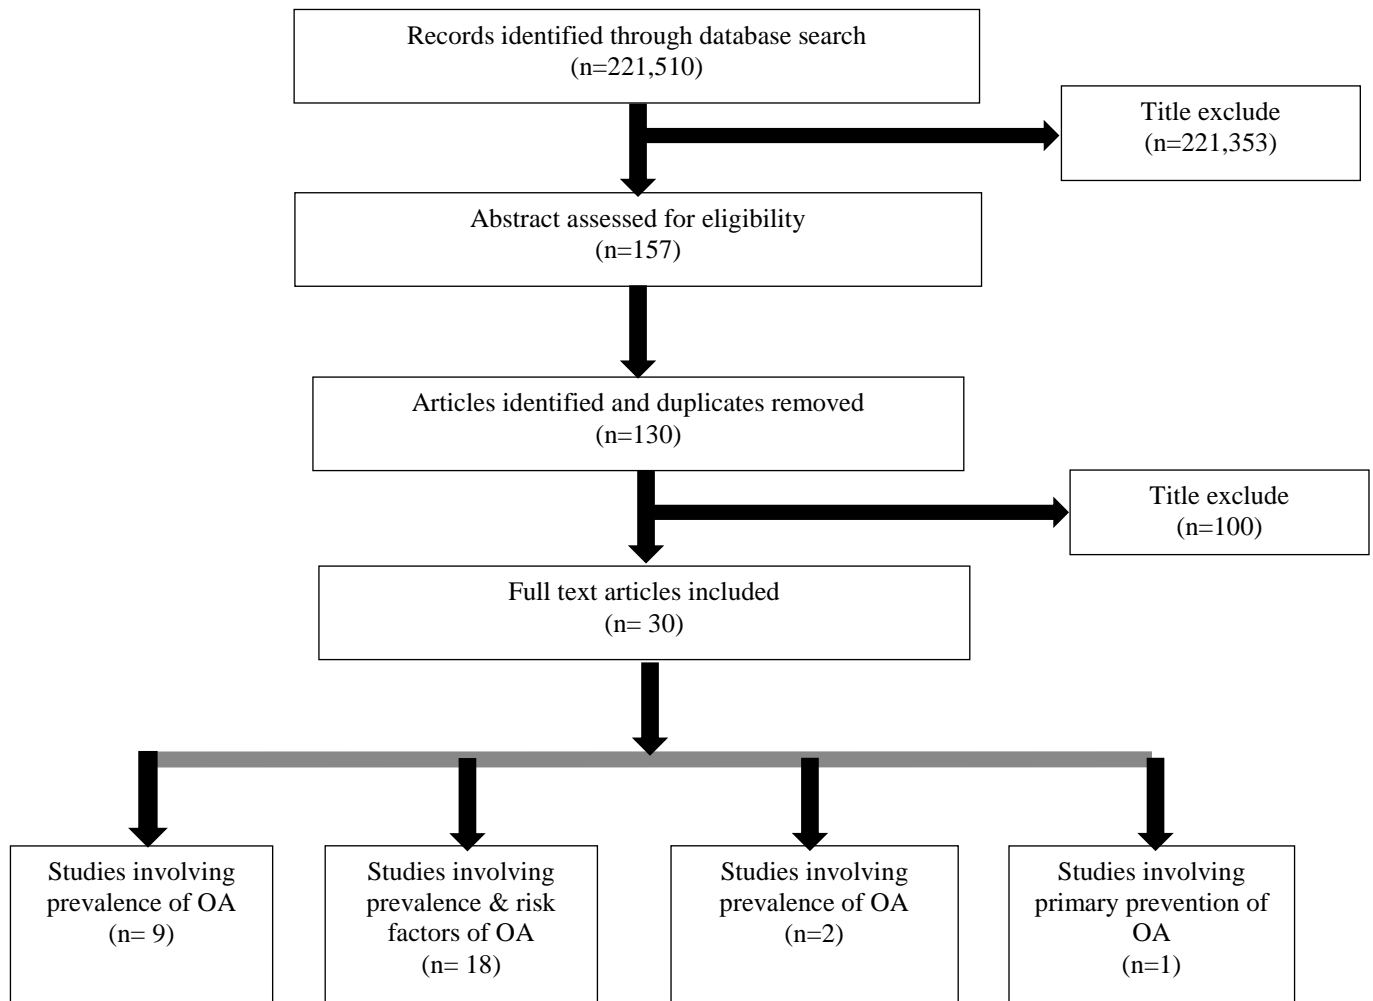 Records identified through database search
(n=221,510)
Title exclude
(n=221,353)
Abstract assessed for eligibility
(n=157)
Articles identified and duplicates removed
(n=130)
Title exclude
(n=100)
Full text articles included
(n= 30)
Studies involving
prevalence of OA
(n= 9)
Studies involving
prevalence & risk
factors of OA
(n= 18)
Studies involving
prevalence of OA
(n=2)
Studies involving
primary prevention of
OA
(n=1)